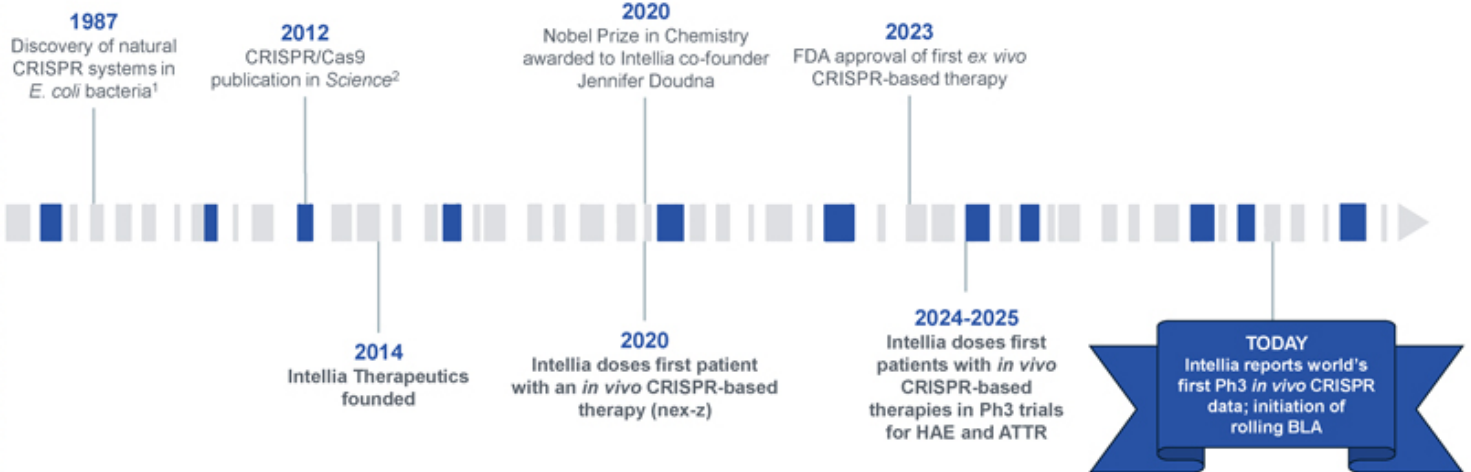 1987
Discovery of natural
CRISPR systems in
E. coli bacteria¹
2012
CRISPR/Cas9
publication in Science²
2020
Nobel Prize in Chemistry
awarded to Intellia co-founder
Jennifer Doudna
2023
FDA approval of first ex vivo
CRISPR-based therapy
2014
Intellia Therapeutics
founded
2020
Intellia doses first patient
with an in vivo CRISPR-based
therapy (nex-z)
2024-2025
Intellia doses first
patients with in vivo
CRISPR-based
therapies in Ph3 trials
for HAE and ATTR
TODAY
Intellia reports world's
first Ph3 in vivo CRISPR
data; initiation of
rolling BLA